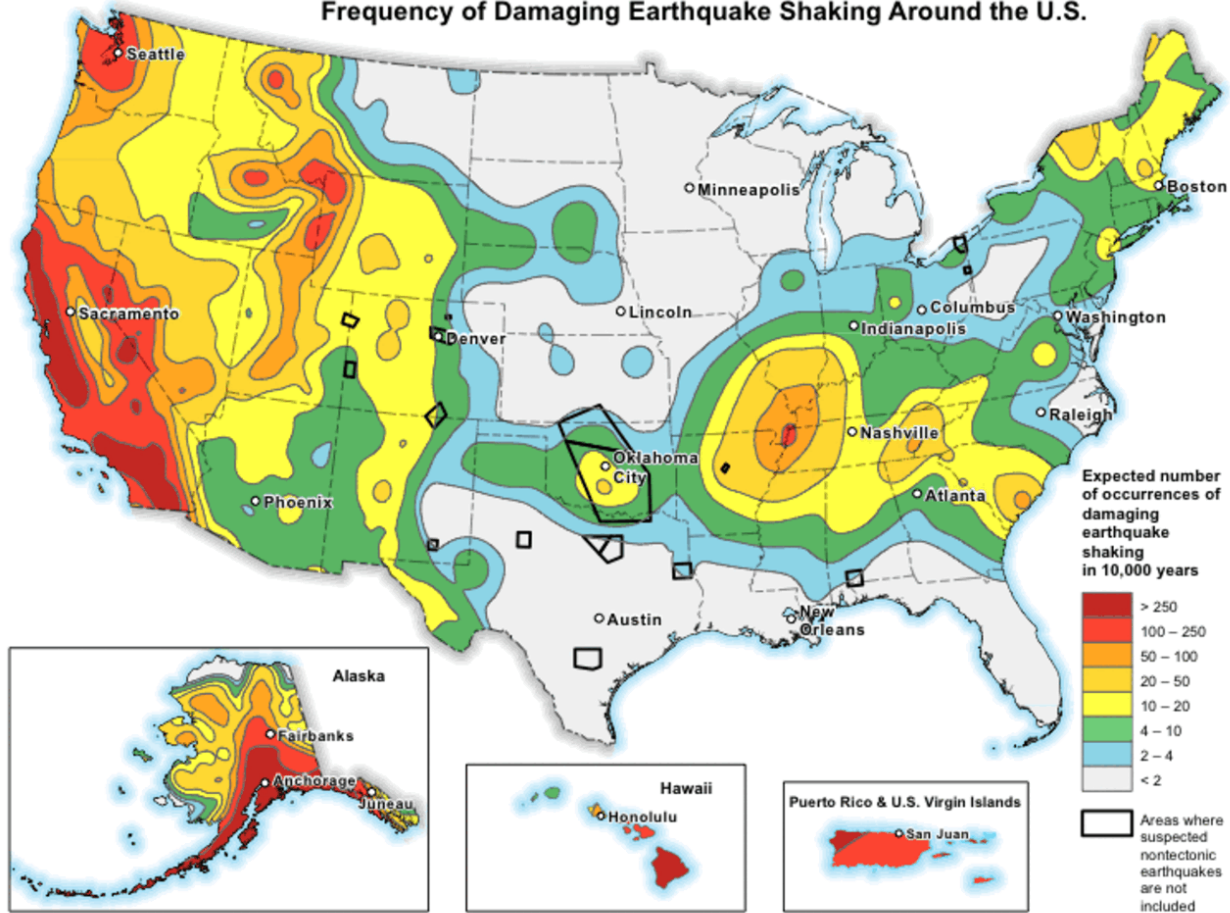 Frequency of Damaging Earthquake Shaking Around the U.S.
Seattle
Minneapolis
Boston
Sacramento
Lincoln
Columbus
Washington
Indianapolis
Denver
Raleigh
Nashville
Oklahoma
City
Phoenix
Atlanta
Austin
New
Orleans
Expected number
of occurrences of
damaging
earthquake
shaking
in 10,000 years
> 250
100 – 250
50 – 100
20 – 50
10 – 20
4 – 10
2 – 4
< 2
Areas where
suspected
nontectonic
earthquakes
are not
included
Alaska
Fairbanks
Anchorage
Juneau
Hawaii
Honolulu
Puerto Rico & U.S. Virgin Islands
San Juan